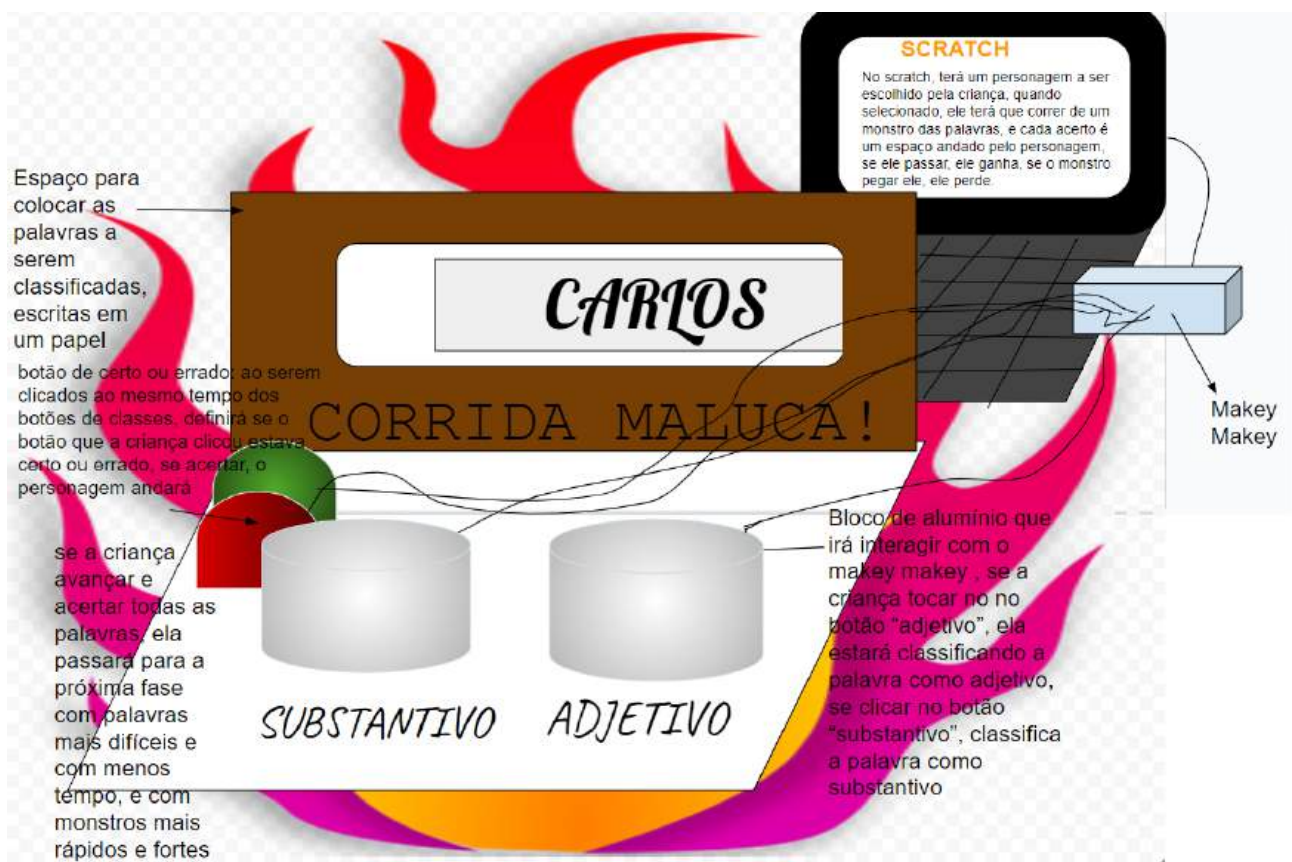 SCRATCH
No scratch, terá um personagem a ser
escolhido pela criança, quando
selecionado, ele terá que correr de um
monstro das palavras, e cada acerto é
um espaço andado pelo personagem,
se ele passar, ele ganha, se o monstro
pegar ele, ele perde.
Espaço para
colocar as
palavras a
serem
classificadas,
escritas em
um papel
CARLOS
botão de certo ou errado: ao serem
clicados ao mesmo tempo dos
botões de classes, definirá se o
botão que a criança clicou estava
certo ou errado, se acertar, o
personagem andará
CORRIDA MALUCA!
Makey
Makey
se a criança
avançar e
acertar todas as
palavras, ela
passará para a
próxima fase
com palavras
mais difíceis e
com menos
tempo, e com
monstros mais
rápidos e fortes
Bloco de alumínio que
irá interagir com o
makey makey , se a
criança tocar no no
botão "adjetivo", ela
estará classificando a
palavra como adjetivo,
se clicar no botão
"substantivo", classifica
a palavra como
substantivo
SUBSTANTIVO
ADJETIVO